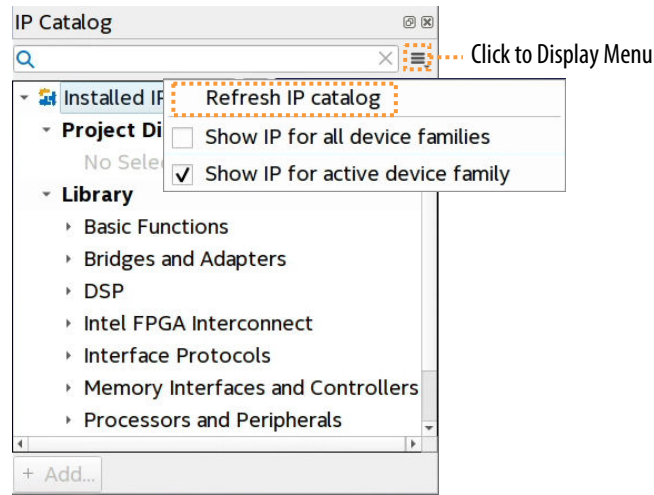 IP Catalog
Click to Display Menu
Installed IP
Refresh IP catalog
Project Di
Show IP for all device families
No Sele
Show IP for active device family
Library
Basic Functions
Bridges and Adapters
DSP
Intel FPGA Interconnect
Interface Protocols
Memory Interfaces and Controllers
Processors and Peripherals
+ Add...